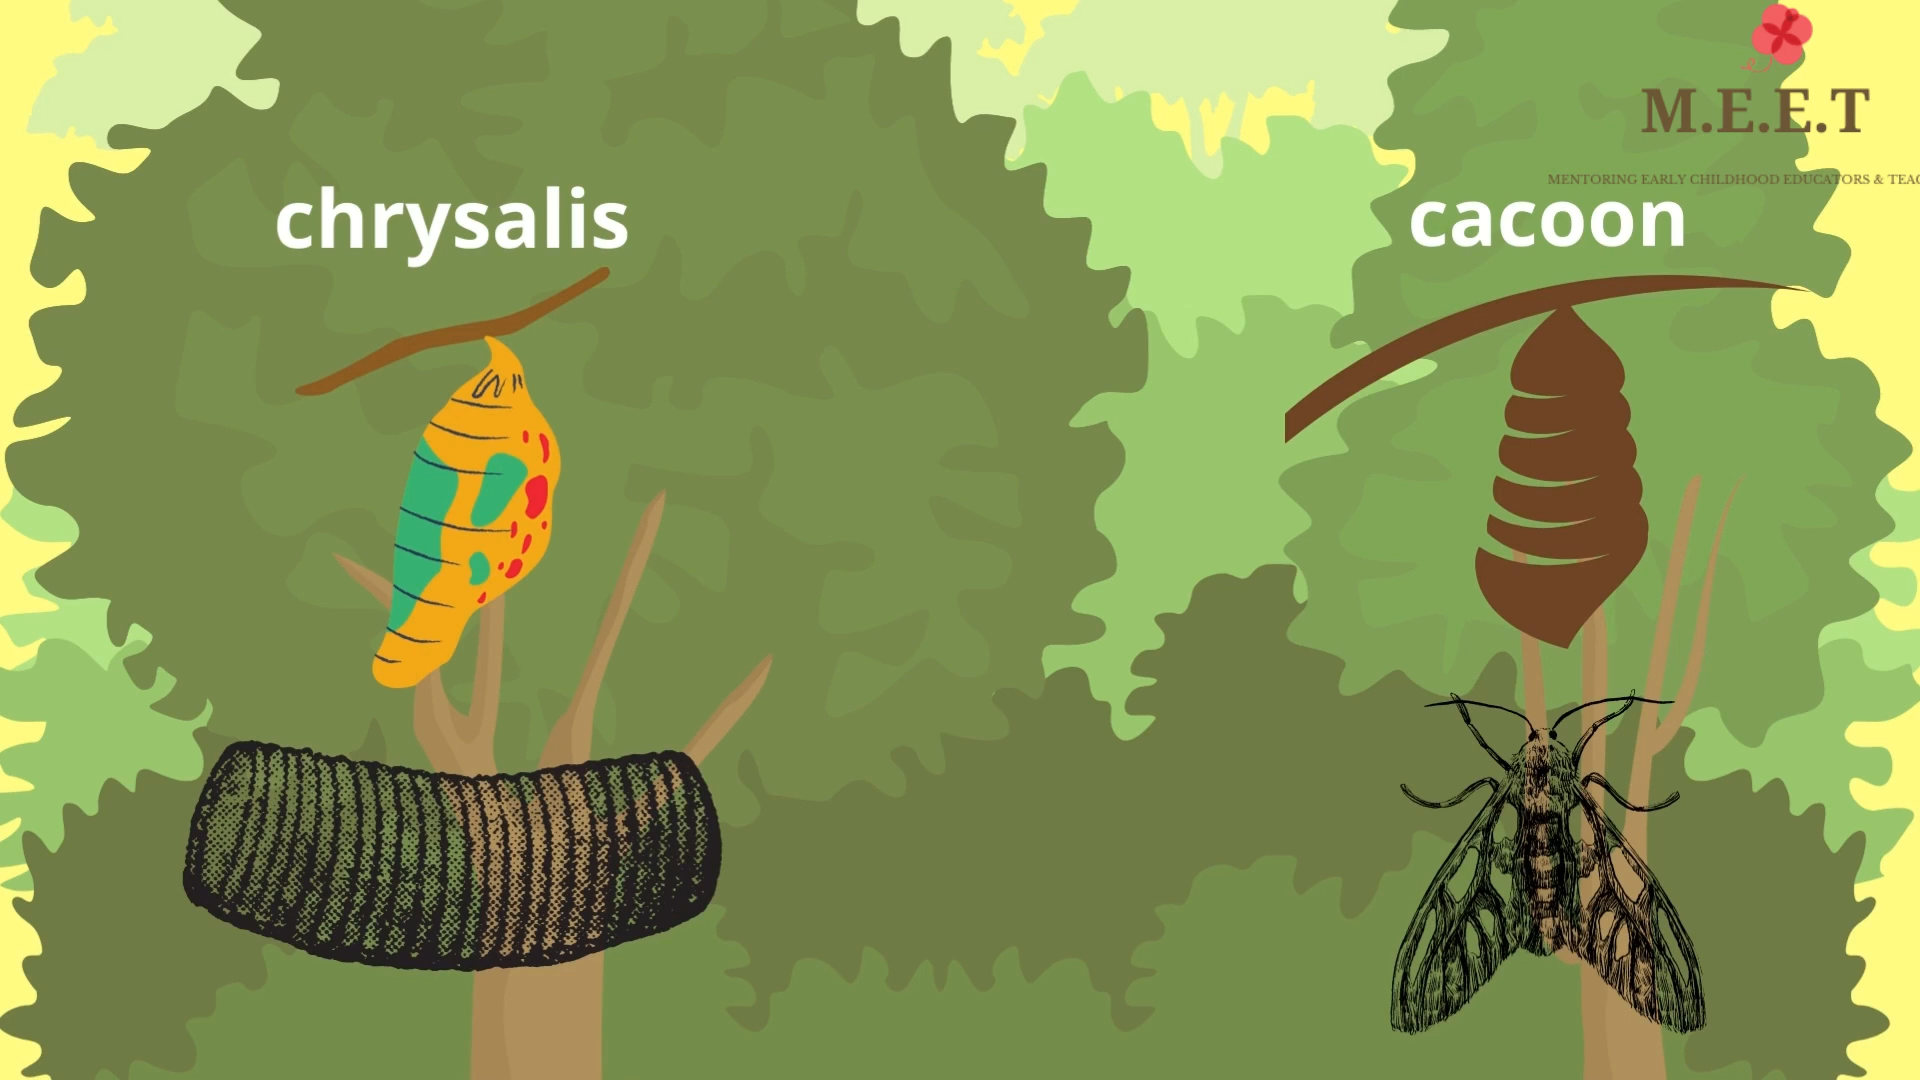 M.E.E.T
MENTORING EARLY CHILDHOOD EDUCATORS &
chrysalis
cacoon